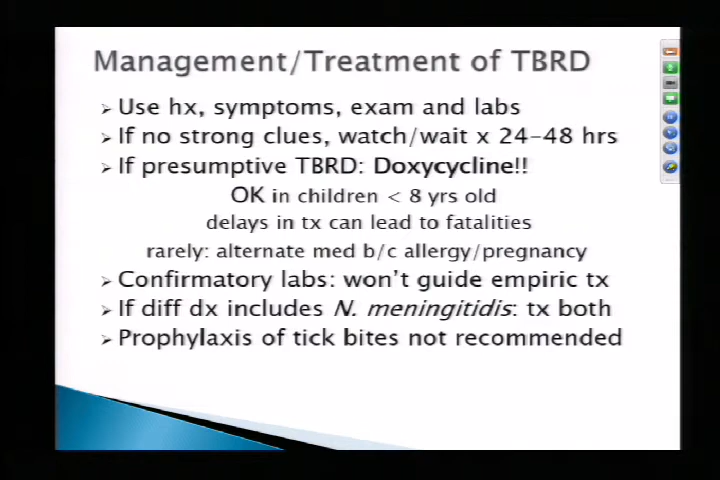 Management/Treatment of TBRD
Use hx, symptoms, exam and labs
If no strong clues, watch/wait x 24-48 hrs
If presumptive TBRD: Doxycycline!!
OK in children < 8 yrs old
delays in tx can lead to fatalities
rarely: alternate med b/c allergy/pregnancy
Confirmatory labs: won't guide empiric tx
If diff dx includes N. meningitidis: tx both
Prophylaxis of tick bites not recommended